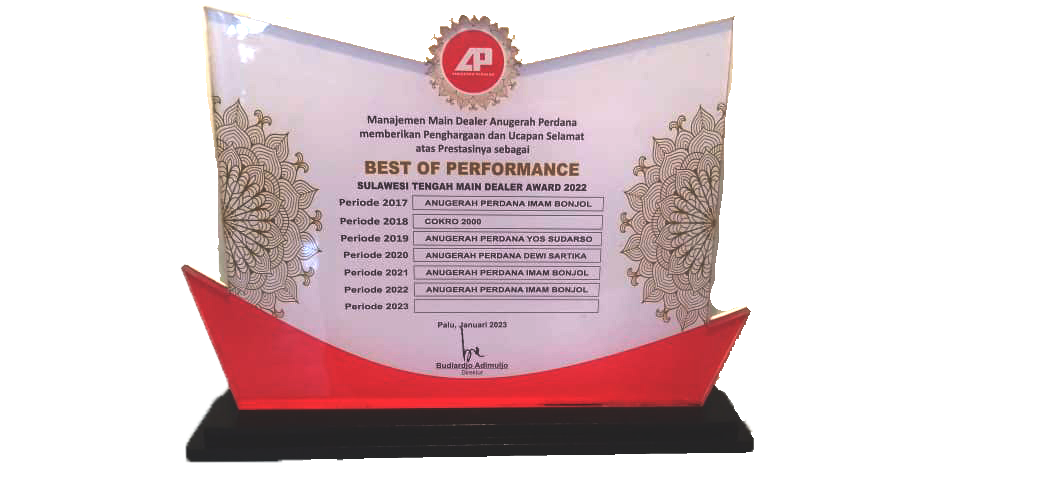 AP
ANUGERAH PERDANA
Manajemen Main Dealer Anugerah Perdana
memberikan Penghargaan dan Ucapan Selamat
atas Prestasinya sebagai
BEST OF PERFORMANCE
SULAWESI TENGAH MAIN DEALER AWARD 2022
Periode 2017 ANUGERAH PERDANA IMAM BONJOL
Periode 2018 COKRO 2000
Periode 2019 ANUGERAH PERDANA YOS SUDARSO
Periode 2020 ANUGERAH PERDANA DEWI SARTIKA
Periode 2021 ANUGERAH PERDANA IMAM BONJOL
Periode 2022 ANUGERAH PERDANA IMAM BONJOL
Periode 2023
Palu, Januari 2023
Budiardjo Adimuljo
Direktur